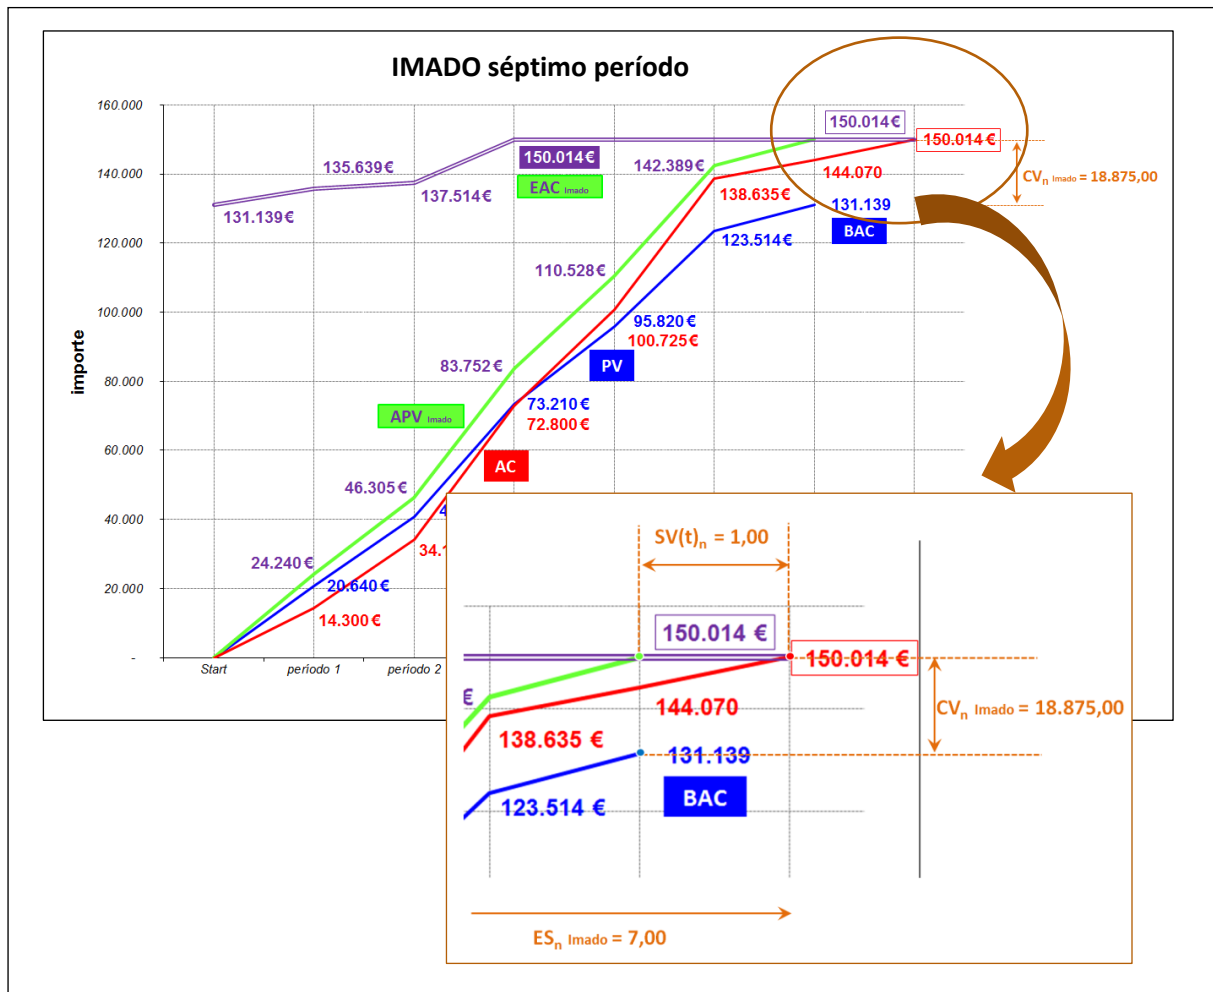 IMADO séptimo período
160.000
150.014 €
150.014 €
135.639 €
150.014 €
142.389 €
144.070
CVn Imado = 18.875,00
140.000
137.514 €
EAC Imado
138.635 €
131.139 €
131.139
BAC
123.514 €
120.000
110.528 €
100.000
95.820 €
100.725 €
importe
83.752 €
PV
80.000
APV Imado
73.210 €
72.800 €
60.000
AC
46.305 €
40.000
34.1
24.240 €
20.000
20.640 €
14.300 €
-
Start
período 1
período 2
SV(t)n = 1,00
150.014 €
150.014 €
€
144.070
CVn Imado = 18.875,00
138.635 €
131.139
BAC
123.514 €
ESn Imado = 7,00